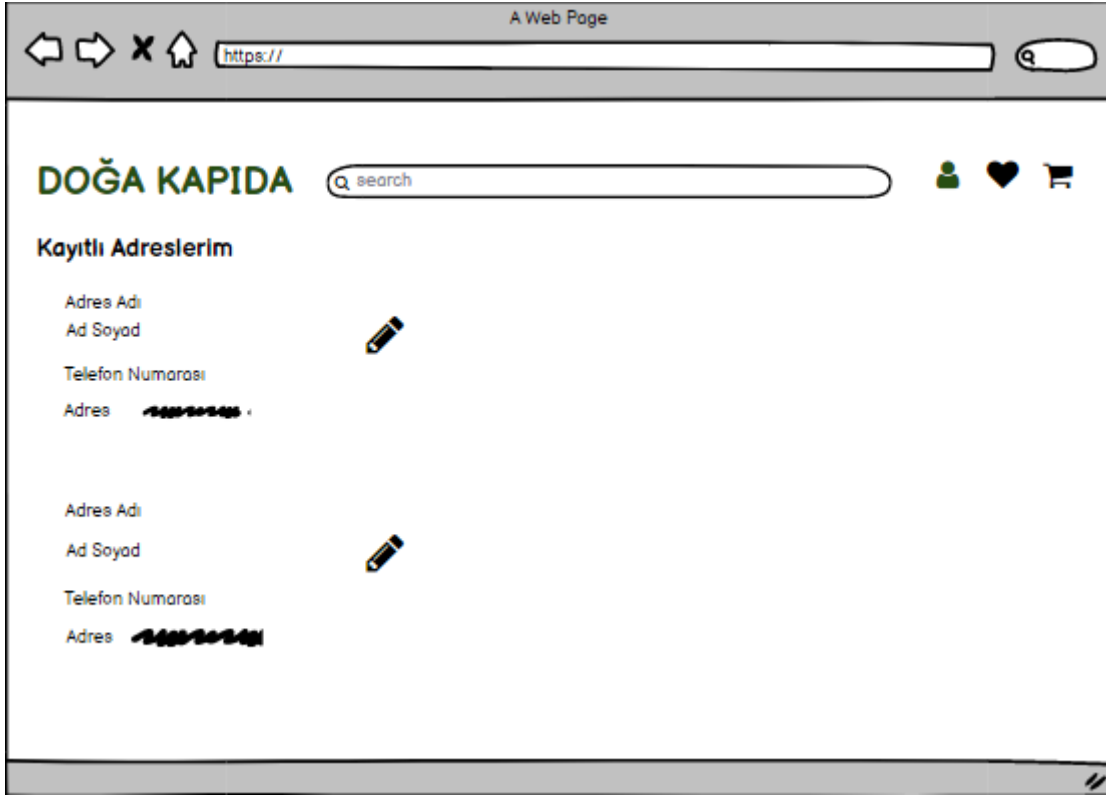 A Web Page
https://
DOĞA KAPIDA
search
Kayıtlı Adreslerim
Adres Adı
Ad Soyad
Telefon Numarası
Adres
Adres Adı
Ad Soyad
Telefon Numarası
Adres